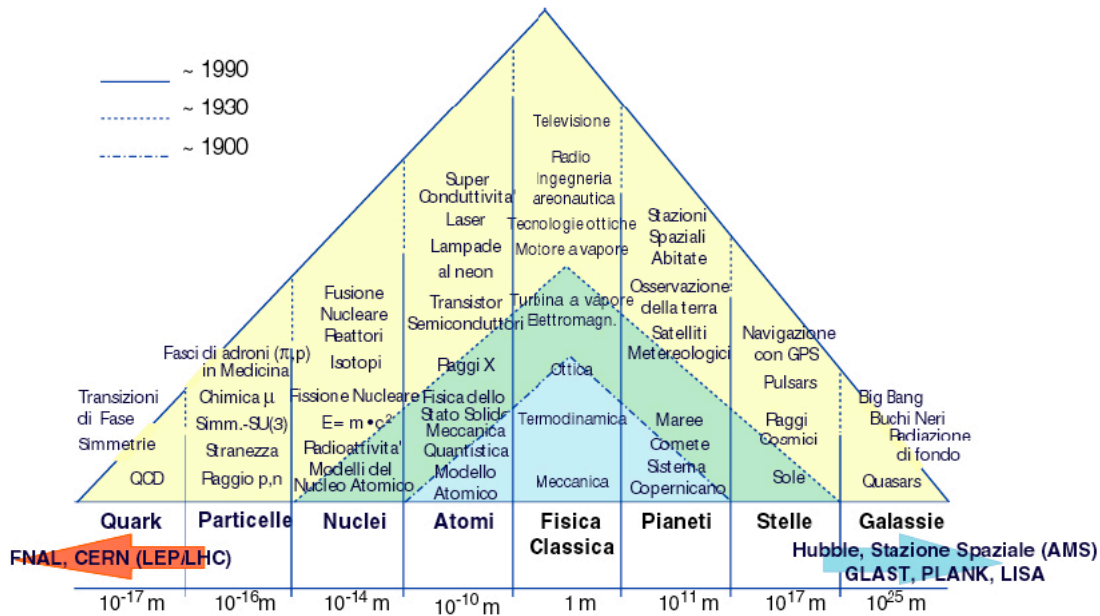 ~ 1990
~ 1930
~ 1900
Transizioni
di Fase
Simmetrie
QCD
Fasci di adroni (π,p)
in Medicina
Chimica μ
Simm.-SU(3)
Stranezza
Raggio p,n
Fusione
Nucleare
Reattori
Isotopi
Fissione Nucleare
E= m•c²
Radioattivita'
Modelli del
Nucleo Atomico
Super
Conduttivita'
Laser
Lampade
al neon
Transistor
Semiconduttori
Raggi X
Fisica dello
Stato Solido
Meccanica
Quantistica
Modello
Atomico
Televisione
Radio
Ingegneria
areonautica
Tecnologie ottiche
Motore a vapore
Turbina a vapore
Elettromagn.
Ottica
Termodinamica
Meccanica
Stazioni
Spaziali
Abitate
Osservazione
della terra
Satelliti
Metereologici
Maree
Comete
Sistema
Copernicano
Navigazione
con GPS
Pulsars
Raggi
Cosmici
Sole
Big Bang
Buchi Neri
Radiazione
di fondo
Quasars
Quark
Particelle
Nuclei
Atomi
Fisica
Classica
Pianeti
Stelle
Galassie
FNAL, CERN (LEP/LHC)
Hubble, Stazione Spaziale (AMS)
GLAST, PLANK, LISA
10⁻¹⁷ m
10⁻¹⁶ m
10⁻¹⁴ m
10⁻¹⁰ m
1 m
10¹¹ m
10¹⁷ m
10²⁵ m